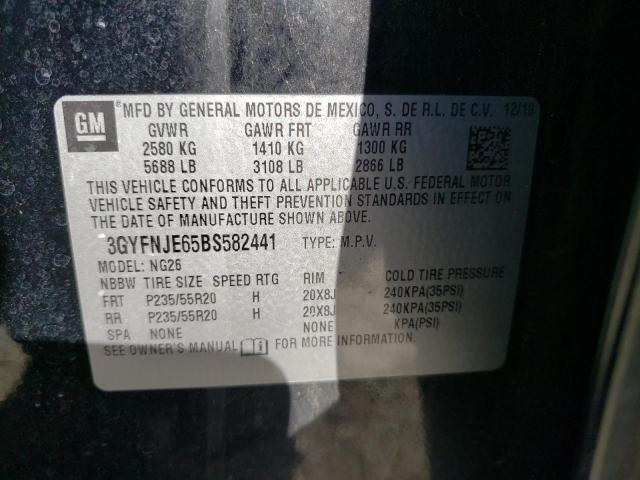 GM MFD BY GENERAL MOTORS DE MEXICO, S. DE R.L. DE C.V. 12/10
GVWR GAWR FRT GAWR RR
2580 KG 1410 KG 1300 KG
5688 LB 3108 LB 2866 LB
THIS VEHICLE CONFORMS TO ALL APPLICABLE U.S. FEDERAL MOTOR
VEHICLE SAFETY AND THEFT PREVENTION STANDARDS IN EFFECT ON
THE DATE OF MANUFACTURE SHOWN ABOVE.
3GYFNJE65BS582441 TYPE: M.P.V.
MODEL: NG26
NBBW TIRE SIZE SPEED RTG RIM COLD TIRE PRESSURE
FRT P235/55R20 H 20X8J 240KPA(35PSI)
RR P235/55R20 H 20X8J 240KPA(35PSI)
SPA NONE NONE KPA(PSI)
SEE OWNER'S MANUAL FOR MORE INFORMATION.